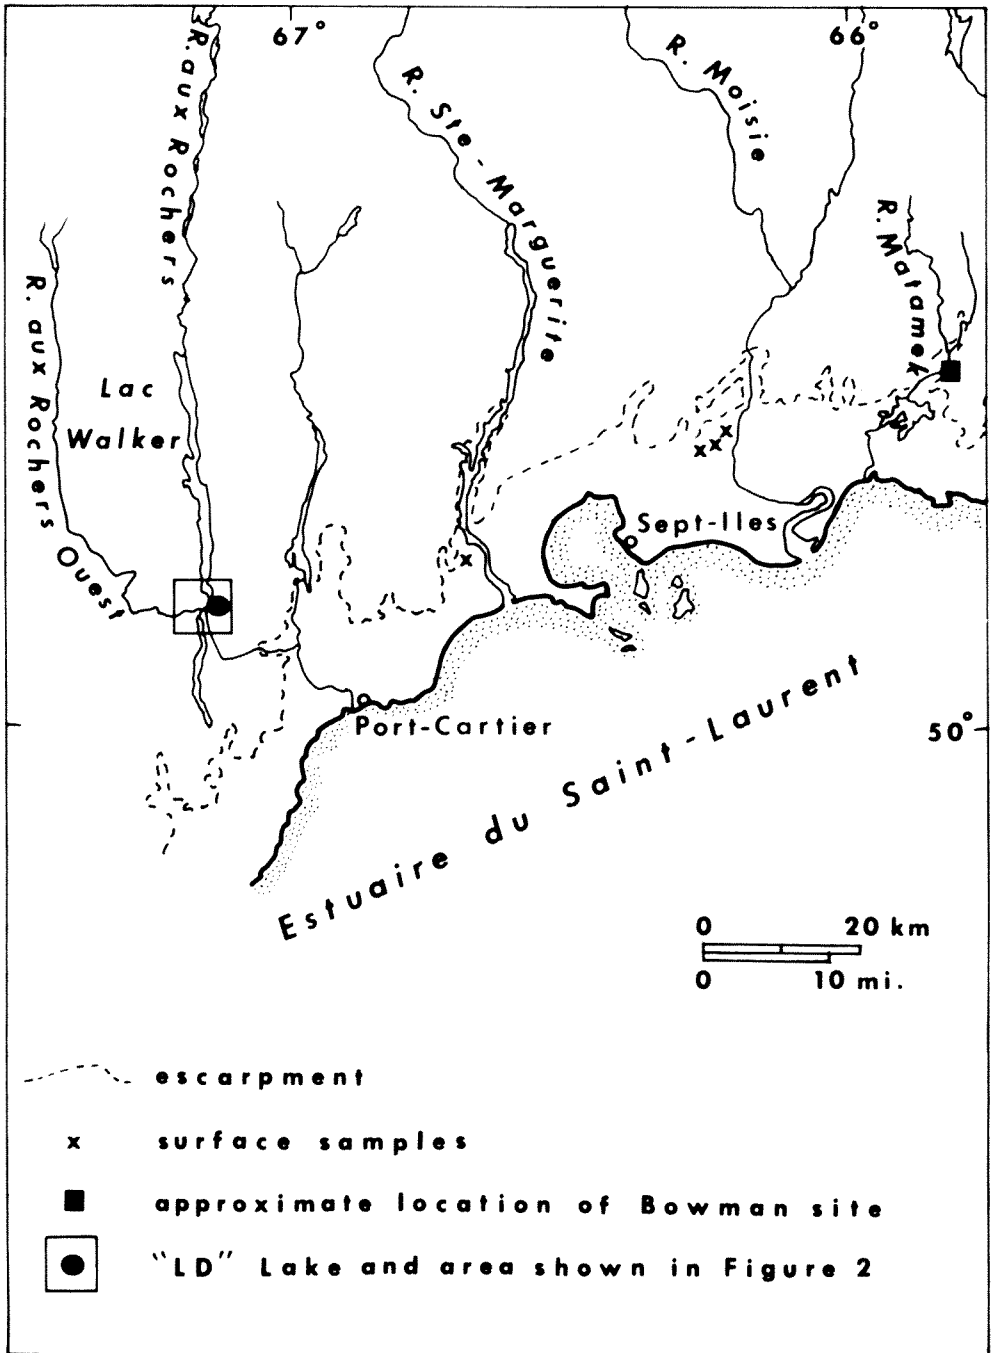 67°
66°
R. aux Rochers
R. Ste-Marguerite
R. Moisie
R. Matamek
R. aux Rochers Ouest
Lac
Walker
Sept-Iles
Port-Cartier
50°
Estuaire du Saint-Laurent
0 20 km
0 10 mi.
escarpment
x surface samples
approximate location of Bowman site
"LD" Lake and area shown in Figure 2